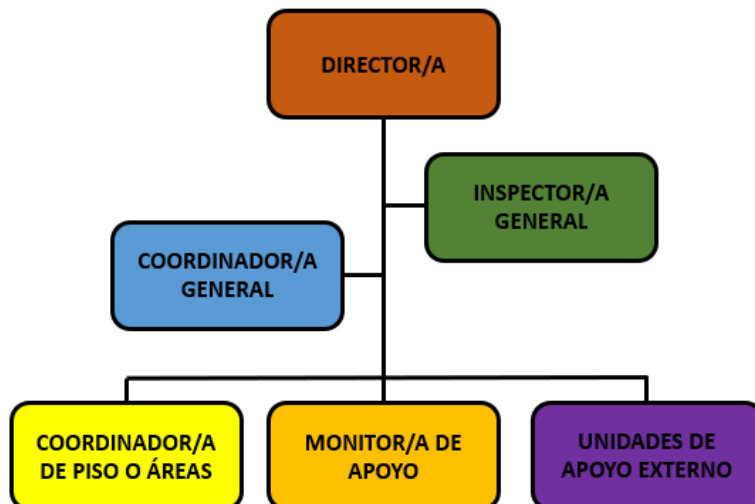 DIRECTOR/A
INSPECTOR/A
GENERAL
COORDINADOR/A
GENERAL
COORDINADOR/A
DE PISO O ÁREAS
MONITOR/A DE
APOYO
UNIDADES DE
APOYO EXTERNO